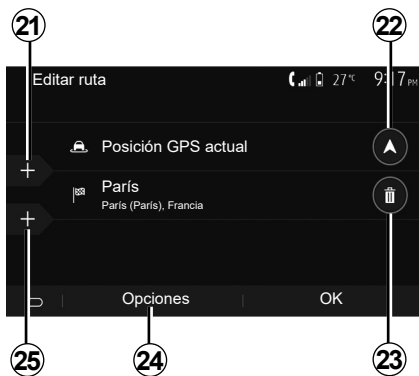 21
22
Editar ruta
27°C
9:17 PM
Posición GPS actual
París
París (París), Francia
Opciones
OK
25
24
23